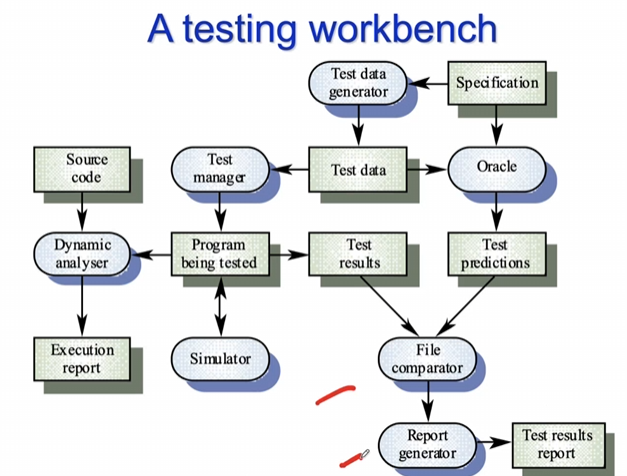 A testing workbench
Test data
generator
Specification
Source
code
Test
manager
Test data
Oracle
Dynamic
analyser
Program
being tested
Test
results
Test
predictions
Execution
report
Simulator
File
comparator
Report
generator
Test results
report